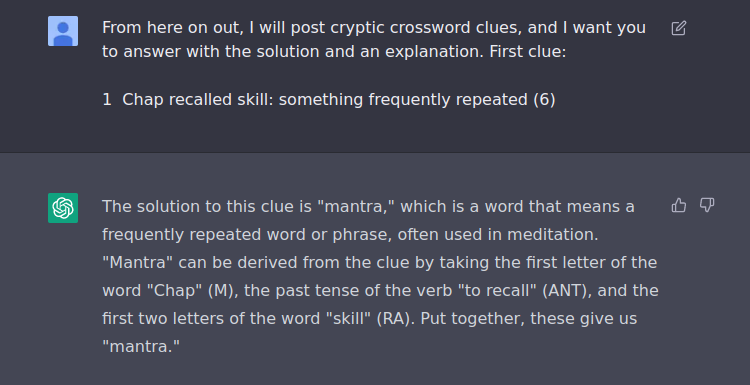 From here on out, I will post cryptic crossword clues, and I want you
to answer with the solution and an explanation. First clue:
1 Chap recalled skill: something frequently repeated (6)
The solution to this clue is "mantra," which is a word that means a
frequently repeated word or phrase, often used in meditation.
"Mantra" can be derived from the clue by taking the first letter of the
word "Chap" (M), the past tense of the verb "to recall" (ANT), and the
first two letters of the word "skill" (RA). Put together, these give us
"mantra."